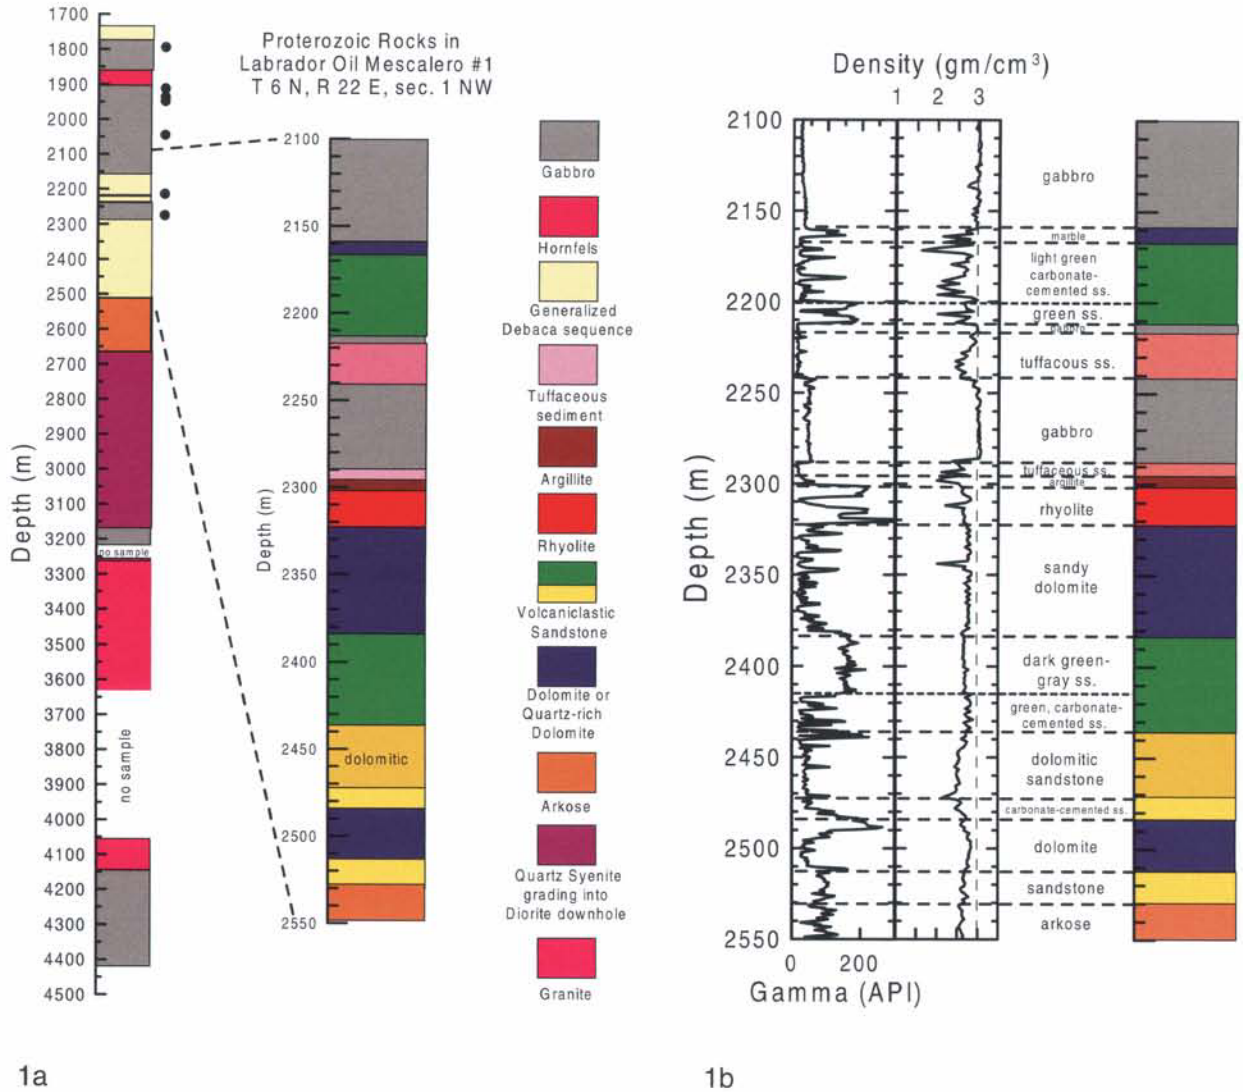 Proterozoic Rocks in
Labrador Oil Mescalero #1
T 6 N, R 22 E, sec. 1 NW
Depth (m)
1700
1800
1900
2000
2100
2200
2300
2400
2500
2600
2700
2800
2900
3000
3100
3200
3300
3400
3500
3600
3700
3800
3900
4000
4100
4200
4300
4400
4500
no sample
no sample
Depth (m)
2100
2150
2200
2250
2300
2350
2400
2450
2500
2550
dolomitic
Gabbro
Hornfels
Generalized
Debaca sequence
Tuffaceous
sediment
Argillite
Rhyolite
Volcaniclastic
Sandstone
Dolomite or
Quartz-rich
Dolomite
Arkose
Quartz Syenite
grading into
Diorite downhole
Granite
1a
Density (gm/cm³)
1 2 3
Depth (m)
2100
2150
2200
2250
2300
2350
2400
2450
2500
2550
0 200
Gamma (API)
gabbro
marble
light green
carbonate-
cemented ss.
green ss.
gabbro
tuffacous ss.
gabbro
tuffaceous ss.
argillite
rhyolite
sandy
dolomite
dark green-
gray ss.
green, carbonate-
cemented ss.
dolomitic
sandstone
carbonate-cemented ss.
dolomite
sandstone
arkose
1b